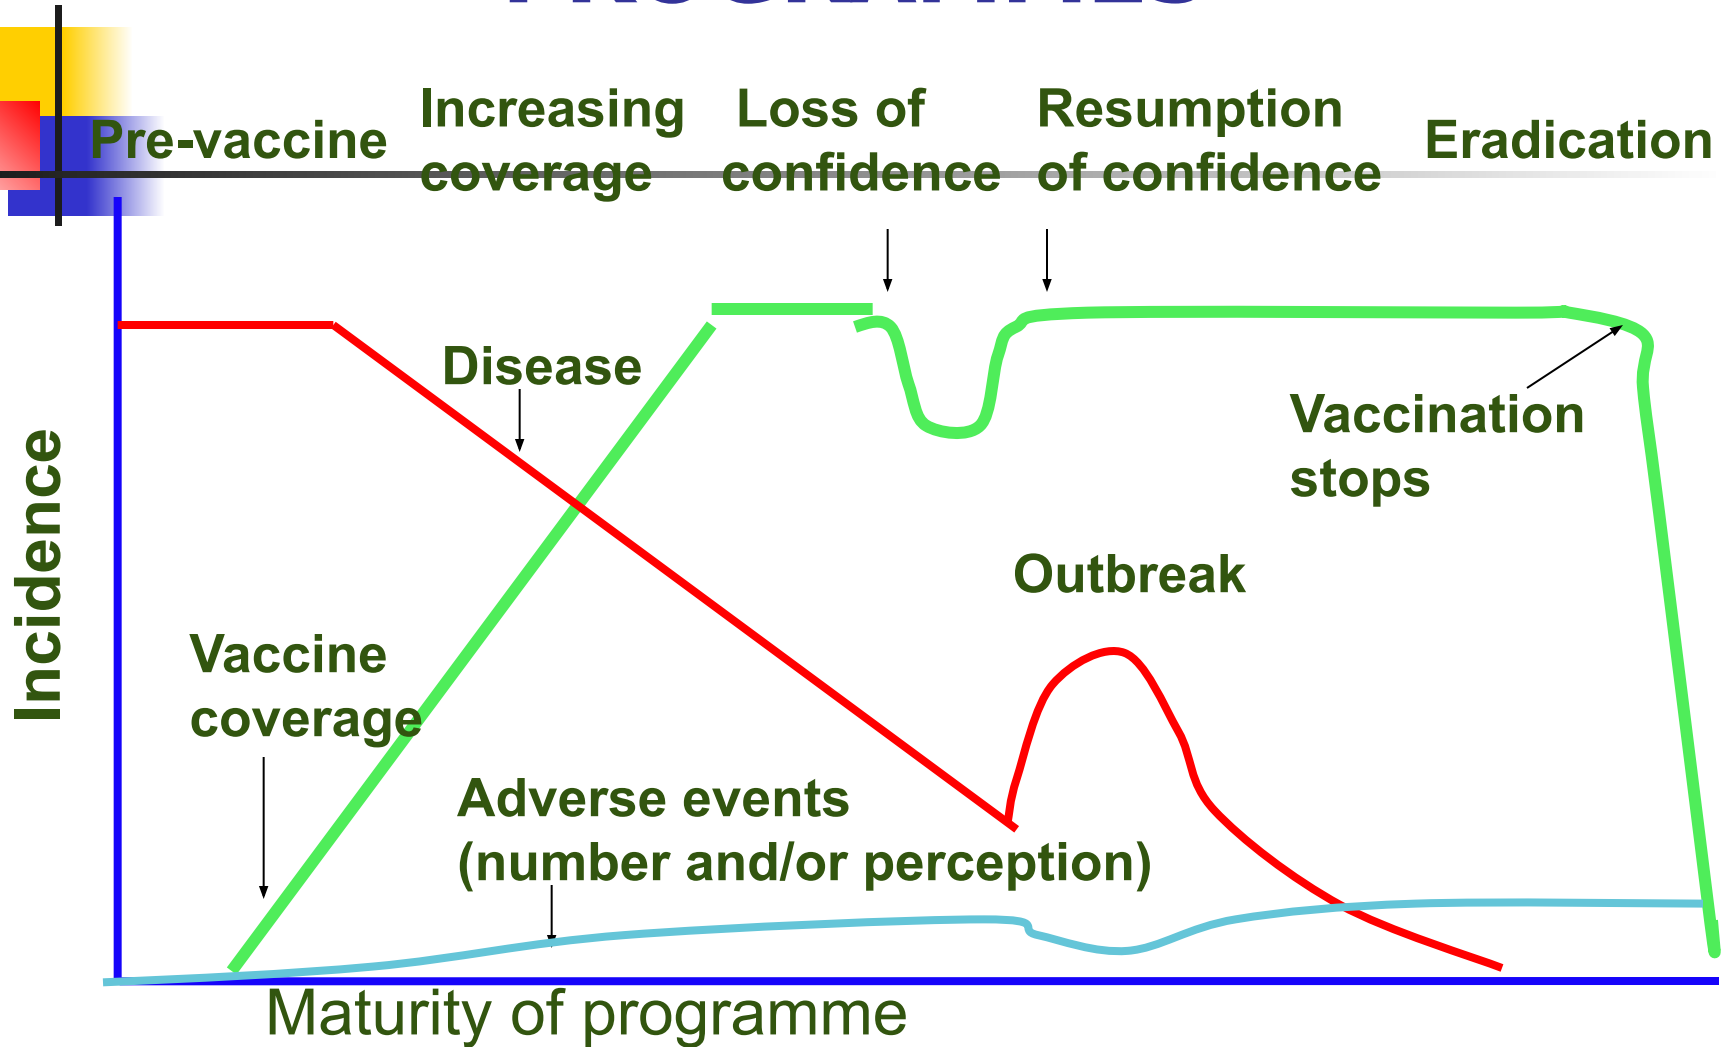 PROGRAMMES
Pre-vaccine
Increasing
coverage
Loss of
confidence
Resumption
of confidence
Eradication
Disease
Vaccination
stops
Incidence
Outbreak
Vaccine
coverage
Adverse events
(number and/or perception)
Maturity of programme